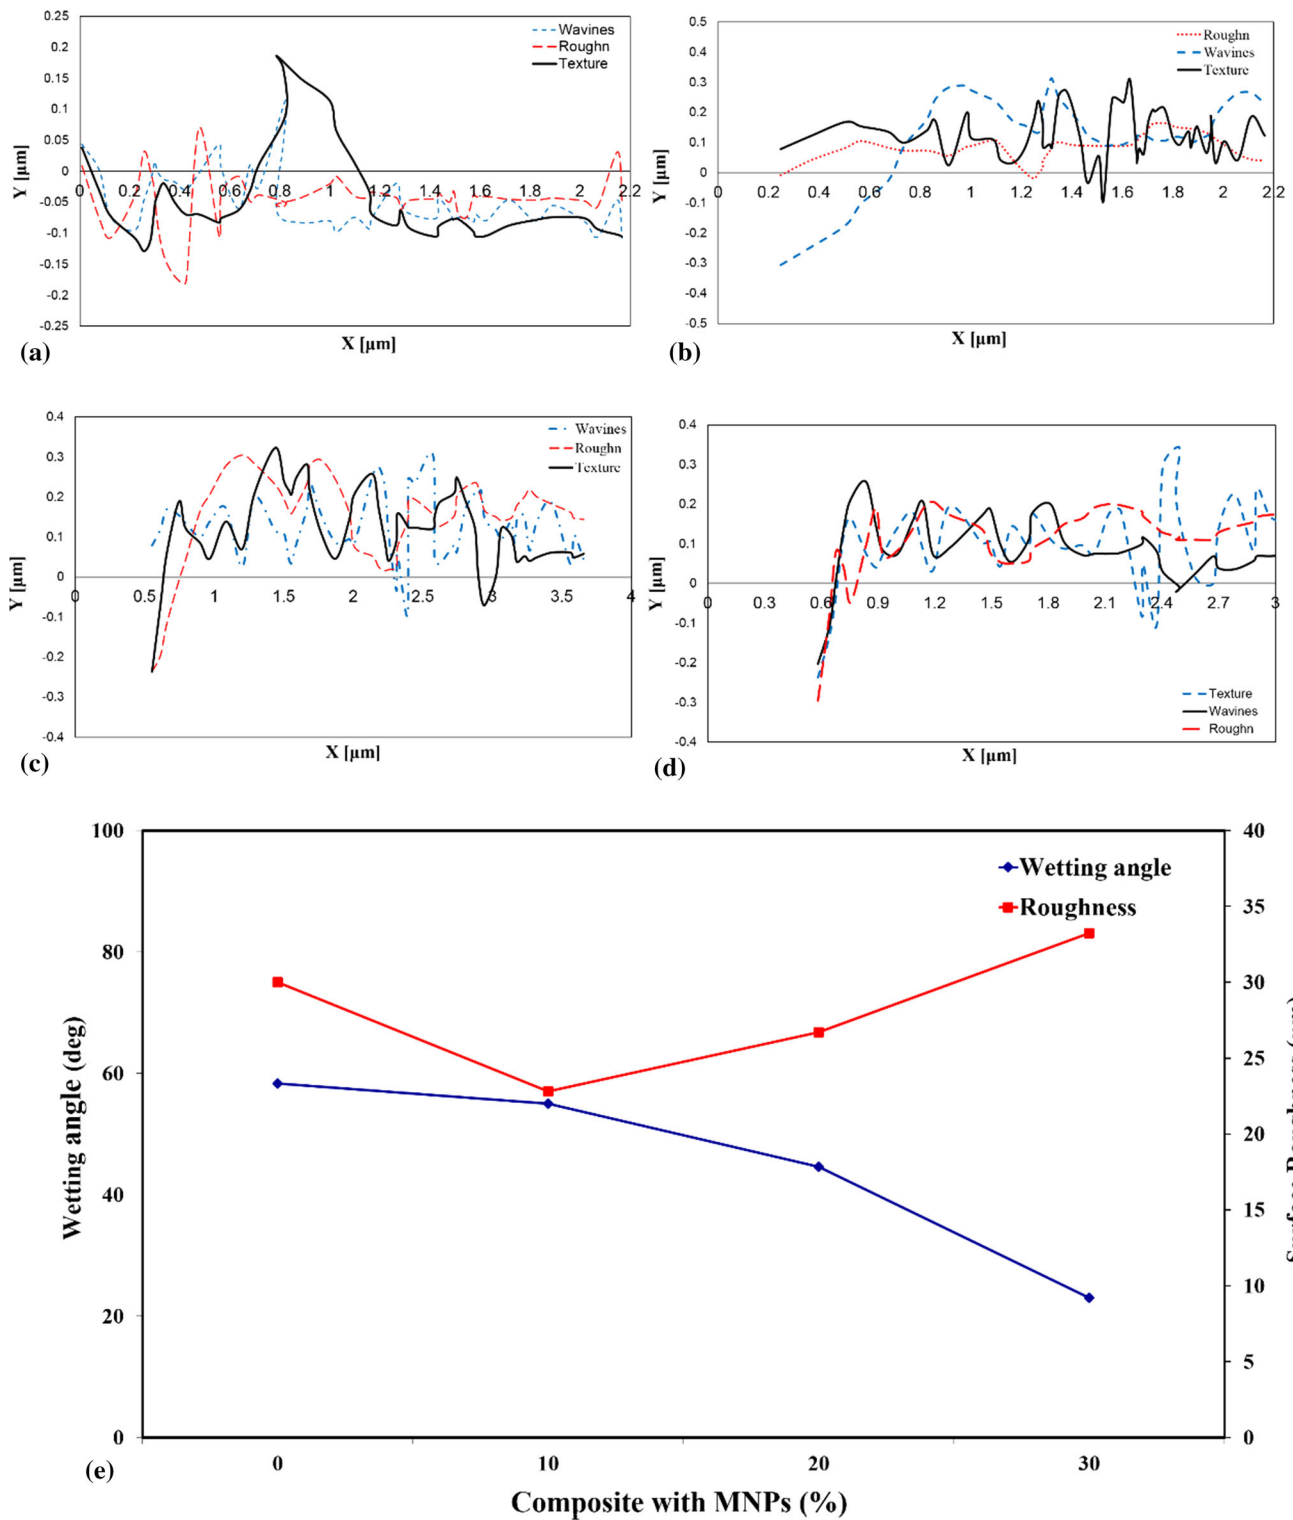 0.25
0.2
0.15
0.1
0.05
0
-0.05
-0.1
-0.15
-0.2
-0.25
Y [µm]
0 0.2 0.4 0.6 0.8 1 1.2 1.4 1.6 1.8 2 2.2
Wavines
Roughn
Texture
X [µm]
(a)
0.5
0.4
0.3
0.2
0.1
0
-0.1
-0.2
-0.3
-0.4
-0.5
Y [µm]
0 0.2 0.4 0.6 0.8 1 1.2 1.4 1.6 1.8 2 2.2
Roughn
Wavines
Texture
X [µm]
(b)
0.4
0.3
0.2
0.1
0
-0.1
-0.2
-0.3
-0.4
Y [µm]
0 0.5 1 1.5 2 2.5 3 3.5 4
Wavines
Roughn
Texture
X [µm]
(c)
0.4
0.3
0.2
0.1
0
-0.1
-0.2
-0.3
-0.4
Y [µm]
0 0.3 0.6 0.9 1.2 1.5 1.8 2.1 2.4 2.7 3
Texture
Wavines
Roughn
X [µm]
(d)
100
80
60
40
20
0
Wetting angle (deg)
Wetting angle
Roughness
40
35
30
25
20
15
10
5
0
0 10 20 30
Composite with MNPs (%)
(e)